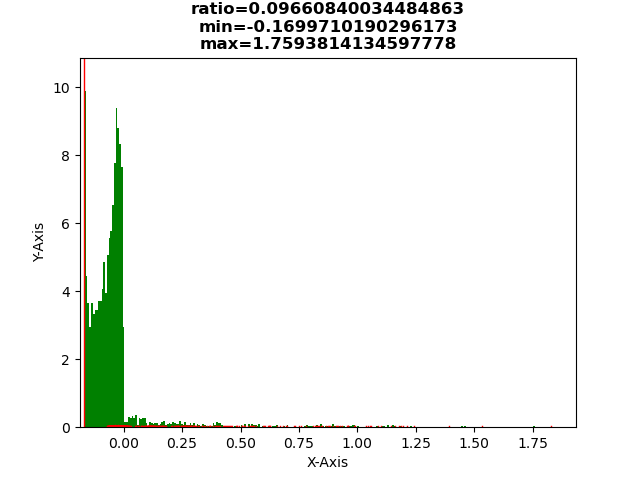 ratio=0.09660840034484863
min=-0.1699710190296173
max=1.7593814134597778
10
8
6
4
2
0
Y-Axis
0.00 0.25 0.50 0.75 1.00 1.25 1.50 1.75
X-Axis